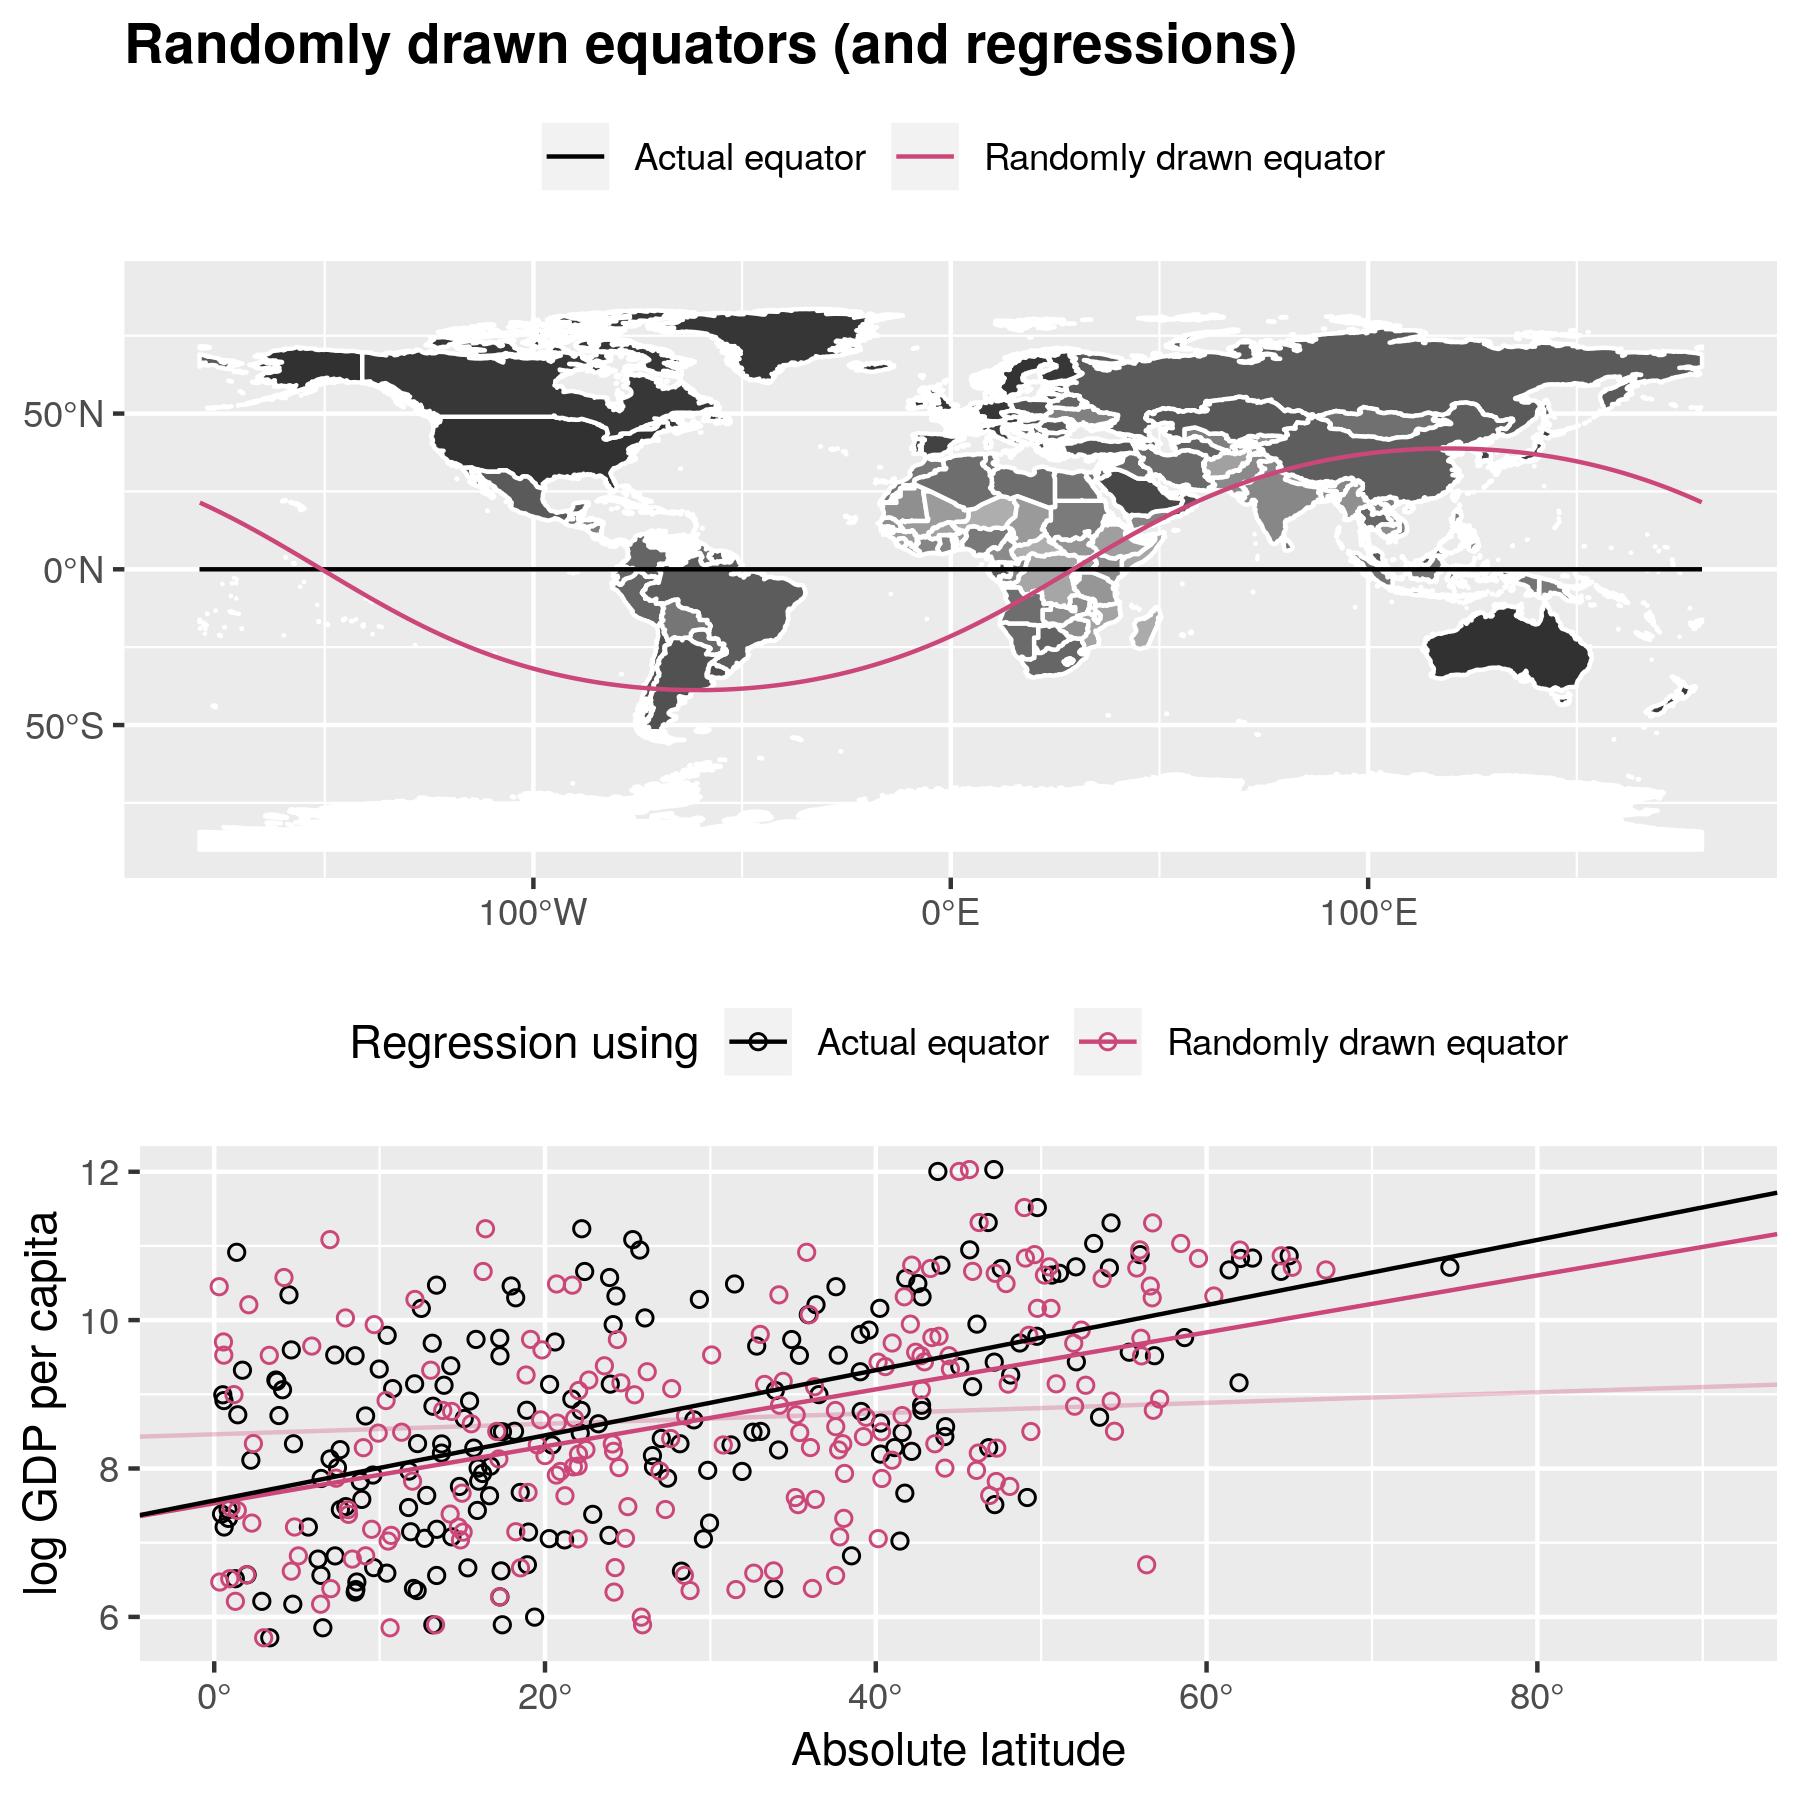 Randomly drawn equators (and regressions)
Actual equator
Randomly drawn equator
50°N
0°N
50°S
100°W
0°E
100°E
Regression using
Actual equator
Randomly drawn equator
log GDP per capita
12
10
8
6
0°
20°
40°
60°
80°
Absolute latitude